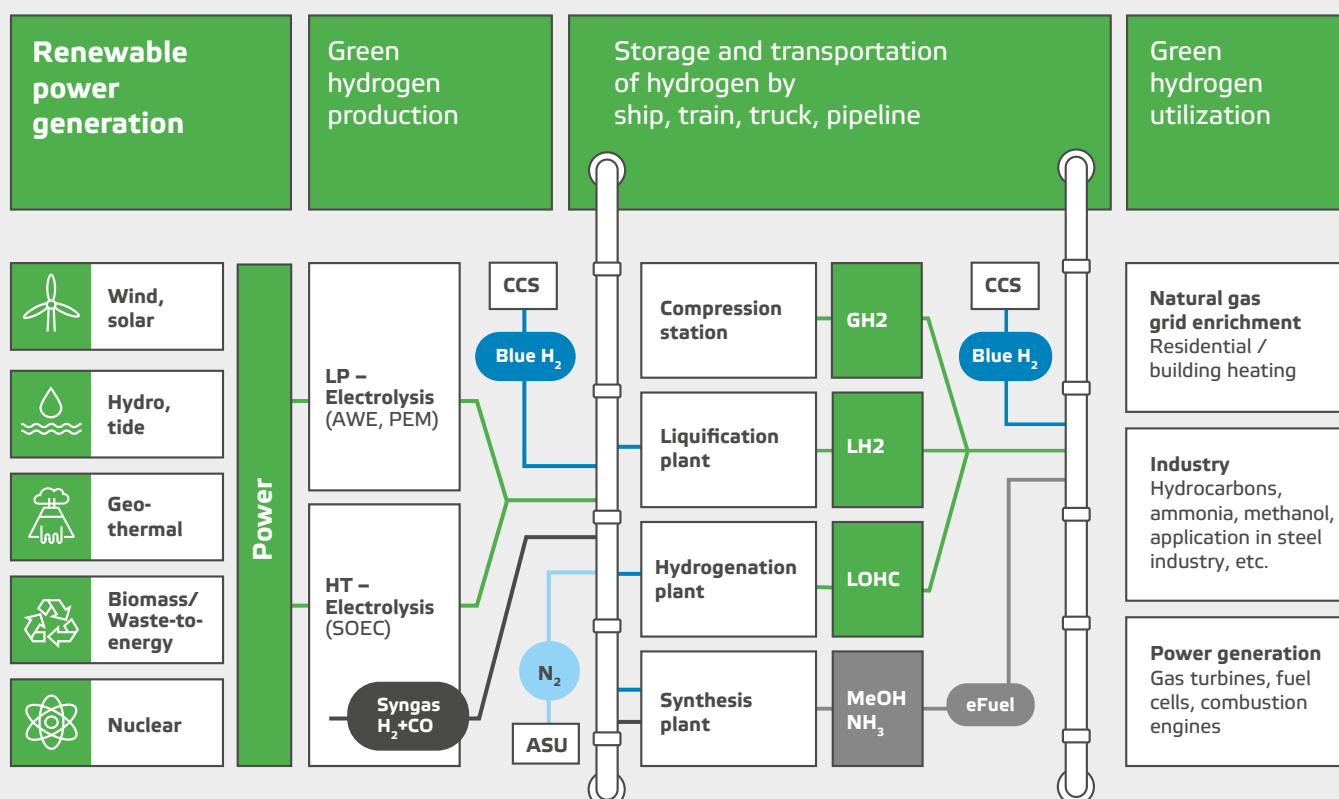 Renewable
power
generation
Green
hydrogen
production
Storage and transportation
of hydrogen by
ship, train, truck, pipeline
Green
hydrogen
utilization
Wind,
solar
Hydro,
tide
Geo-
thermal
Biomass/
Waste-to-
energy
Nuclear
Power
LP –
Electrolysis
(AWE, PEM)
HT –
Electrolysis
(SOEC)
Syngas
H₂+CO
CCS
Blue H₂
N₂
ASU
Compression
station
Liquification
plant
Hydrogenation
plant
Synthesis
plant
GH2
LH2
LOHC
MeOH
NH₃
CCS
Blue H₂
eFuel
Natural gas
grid enrichment
Residential /
building heating
Industry
Hydrocarbons,
ammonia, methanol,
application in steel
industry, etc.
Power generation
Gas turbines, fuel
cells, combustion
engines